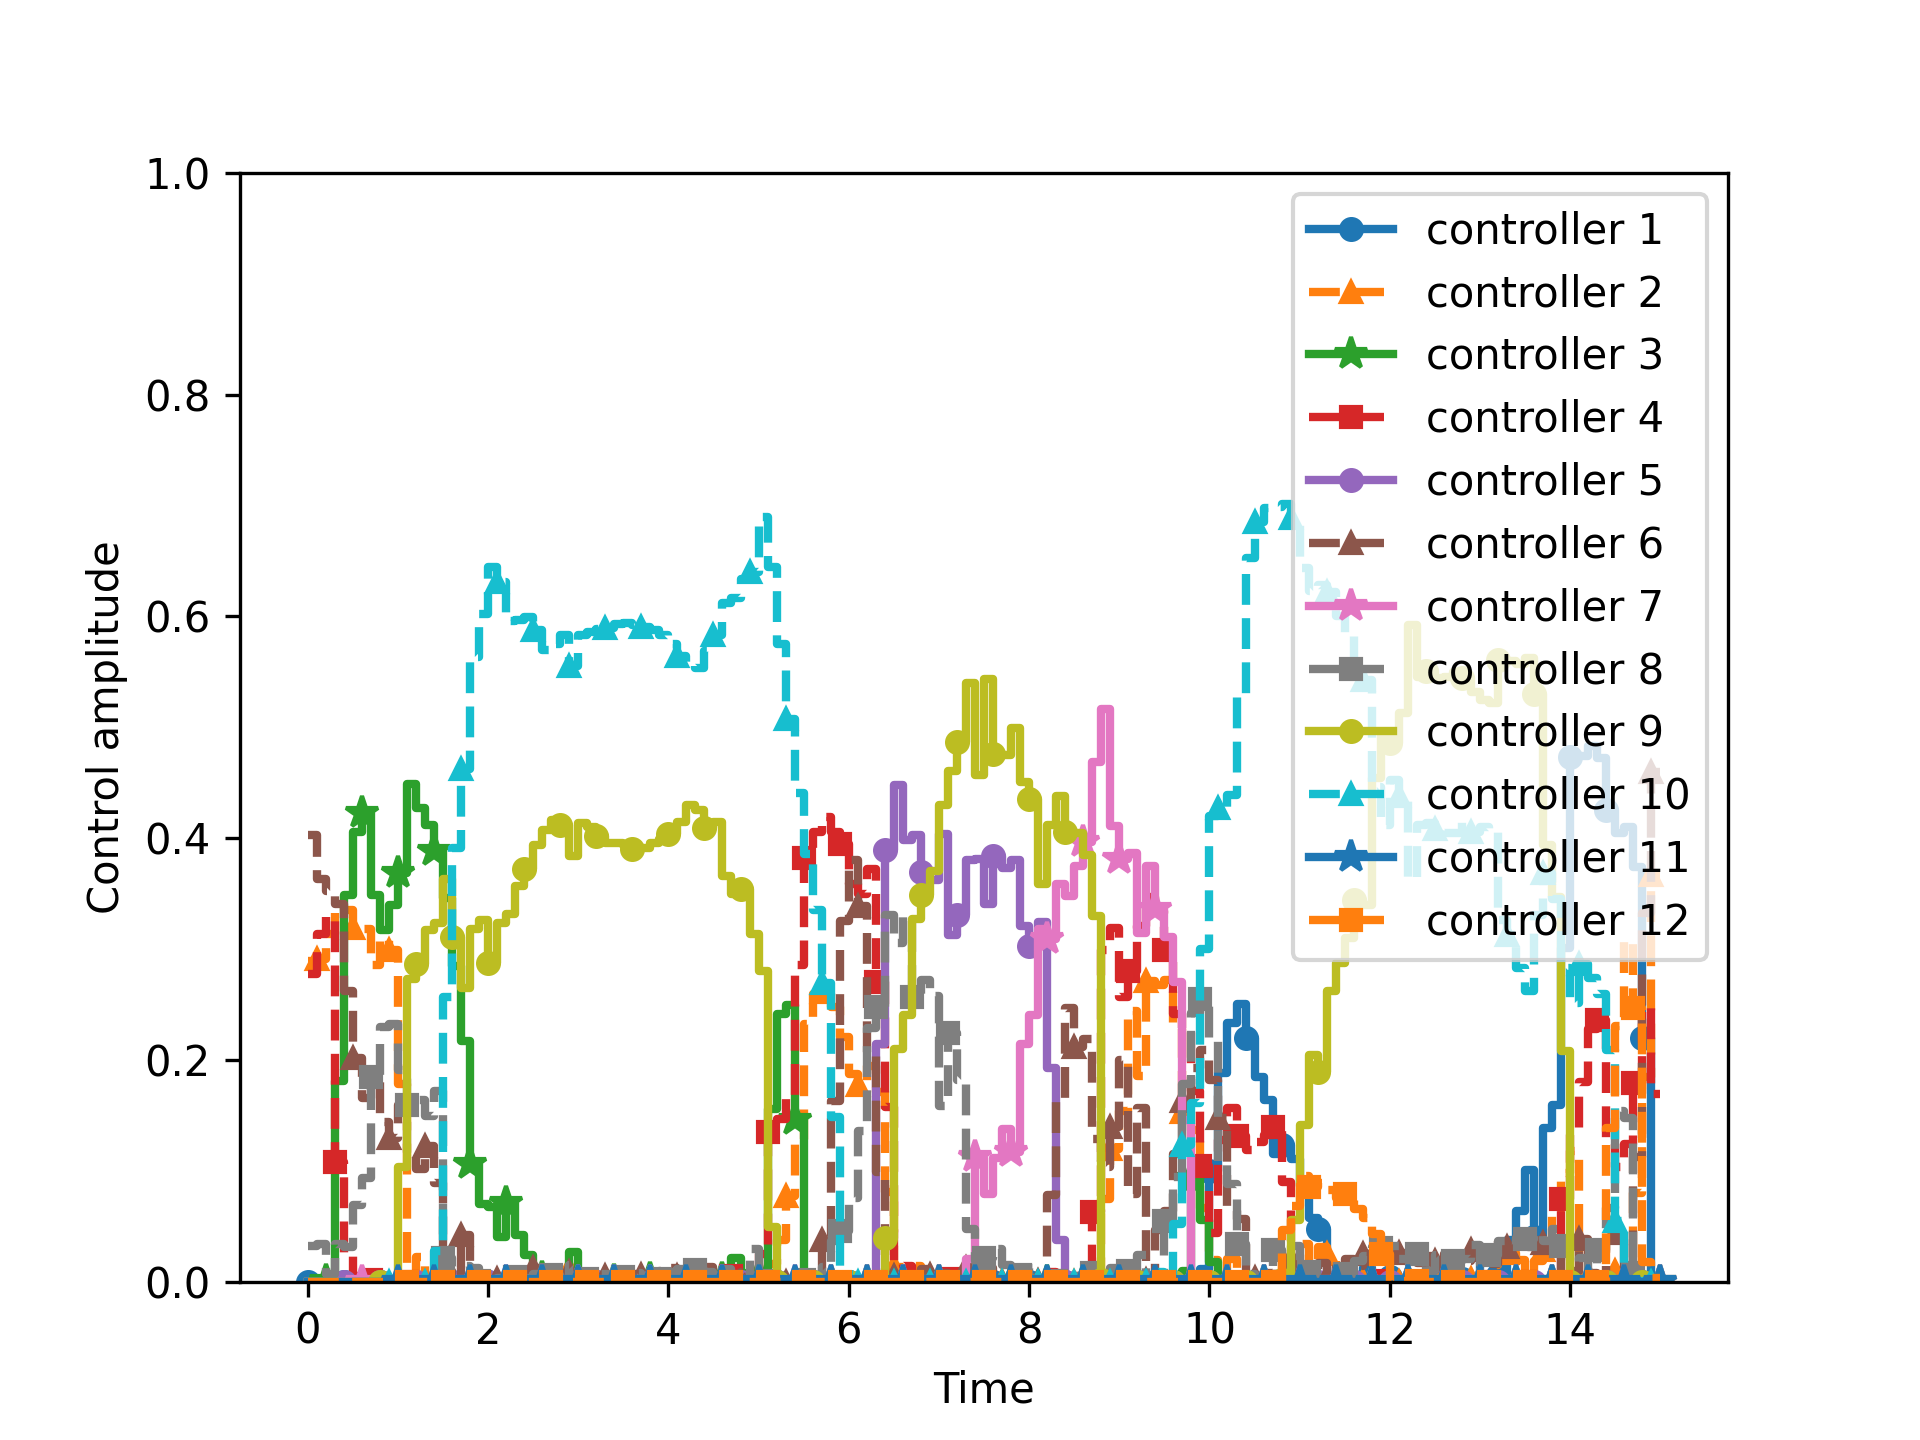 1.0
0.8
0.6
0.4
0.2
0.0
Control amplitude
controller 1
controller 2
controller 3
controller 4
controller 5
controller 6
controller 7
controller 8
controller 9
controller 10
controller 11
controller 12
0 2 4 6 8 10 12 14
Time